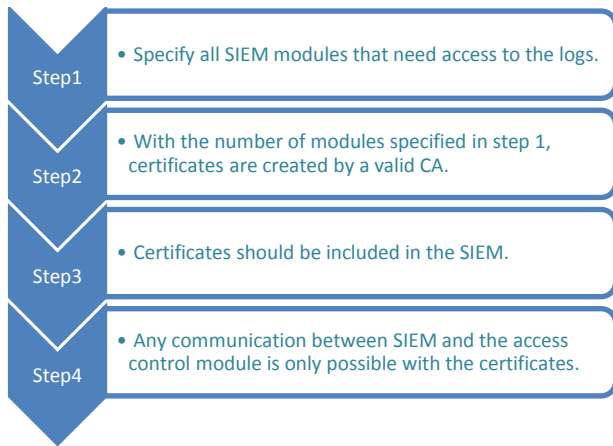 Step1
• Specify all SIEM modules that need access to the logs.
Step2
• With the number of modules specified in step 1,
certificates are created by a valid CA.
Step3
• Certificates should be included in the SIEM.
Step4
• Any communication between SIEM and the access
control module is only possible with the certificates.